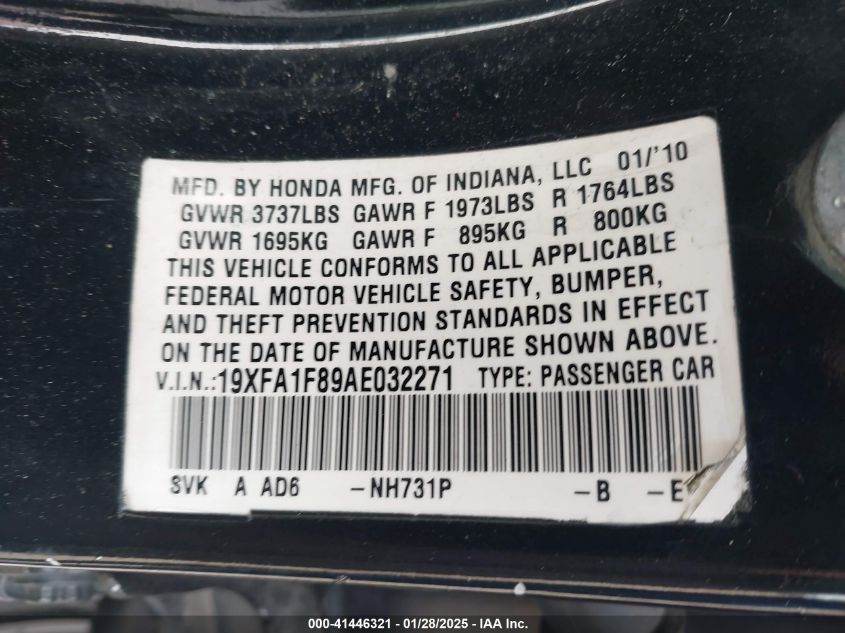 MFD. BY HONDA MFG. OF INDIANA, LLC 01/'10
GVWR 3737LBS GAWR F 1973LBS R 1764LBS
GVWR 1695KG GAWR F 895KG R 800KG
THIS VEHICLE CONFORMS TO ALL APPLICABLE
FEDERAL MOTOR VEHICLE SAFETY, BUMPER,
AND THEFT PREVENTION STANDARDS IN EFFECT
ON THE DATE OF MANUFACTURE SHOWN ABOVE.
V.I.N.:19XFA1F89AE032271 TYPE: PASSENGER CAR
SVK A AD6 -NH731P -B -E
000-41446321 / 01/28/2025 - IAA Inc.